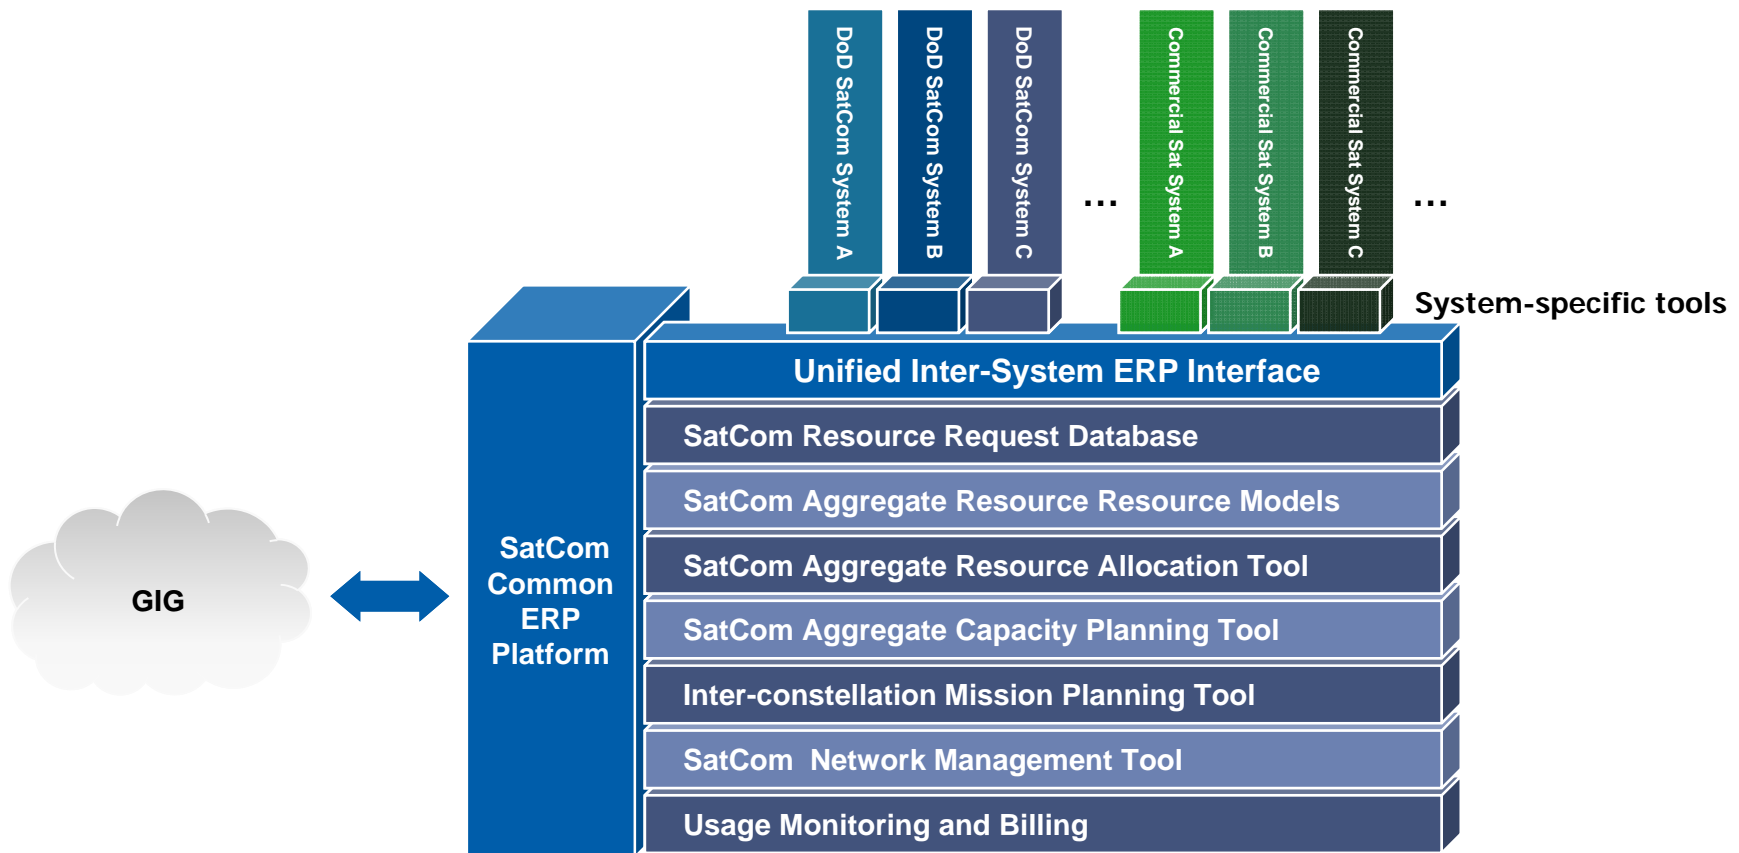 DoD SatCom System A
DoD SatCom System B
DoD SatCom System C
...
Commercial Sat System A
Commercial Sat System B
Commercial Sat System C
...
System-specific tools
Unified Inter-System ERP Interface
SatCom Resource Request Database
SatCom Aggregate Resource Resource Models
SatCom Aggregate Resource Allocation Tool
SatCom Aggregate Capacity Planning Tool
Inter-constellation Mission Planning Tool
SatCom  Network Management Tool
Usage Monitoring and Billing
SatCom
Common
ERP
Platform
GIG